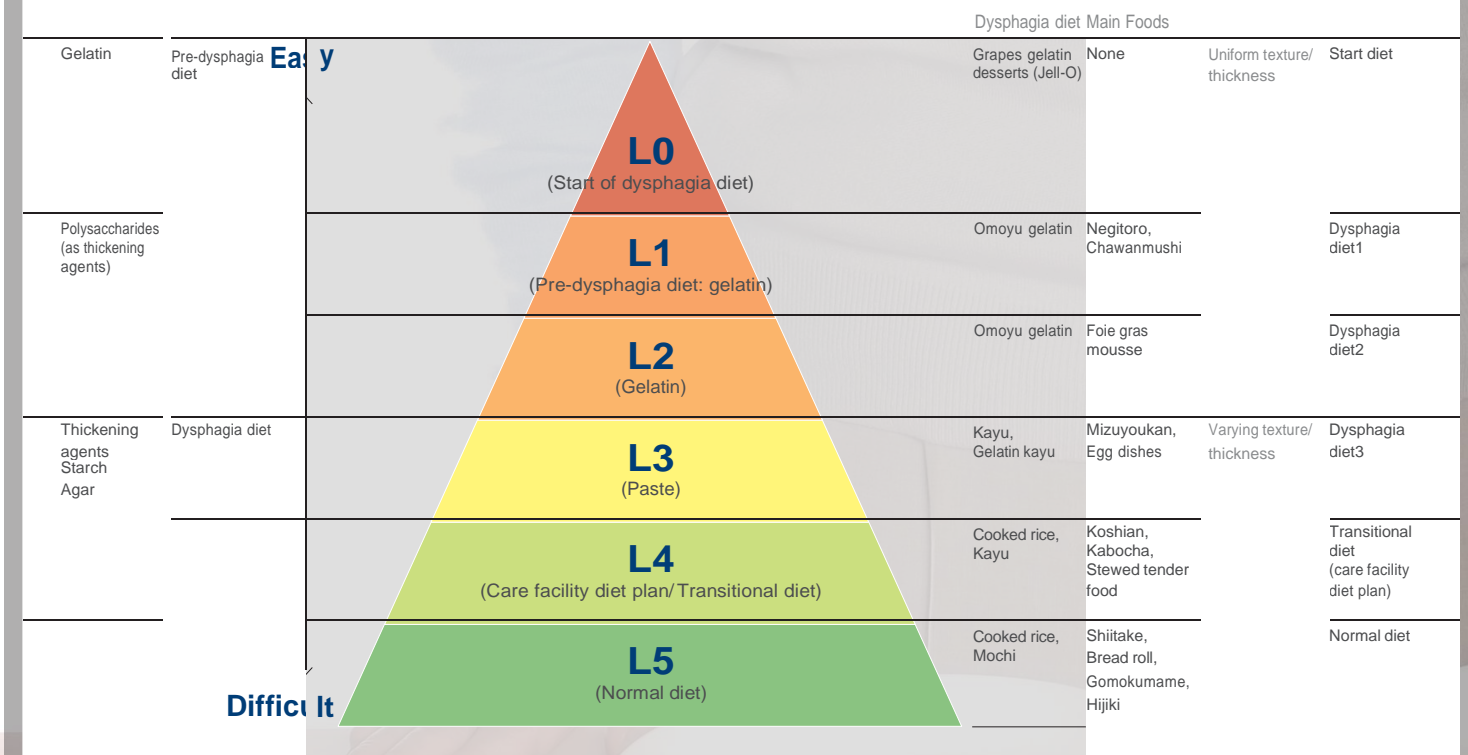 Dysphagia diet Main Foods
Gelatin
Pre-dysphagia
diet
Easy
L0
(Start of dysphagia diet)
Grapes gelatin
desserts (Jell-O)
None
Uniform texture/
thickness
Start diet
Polysaccharides
(as thickening
agents)
L1
(Pre-dysphagia diet: gelatin)
Omoyu gelatin
Negitoro,
Chawanmushi
Dysphagia
diet1
L2
(Gelatin)
Omoyu gelatin
Foie gras
mousse
Dysphagia
diet2
Thickening
agents
Starch
Agar
Dysphagia diet
L3
(Paste)
Kayu,
Gelatin kayu
Mizuyoukan,
Egg dishes
Varying texture/
thickness
Dysphagia
diet3
L4
(Care facility diet plan/Transitional diet)
Cooked rice,
Kayu
Koshian,
Kabocha,
Stewed tender
food
Transitional
diet
(care facility
diet plan)
Difficult
L5
(Normal diet)
Cooked rice,
Mochi
Shiitake,
Bread roll,
Gomokumame,
Hijiki
Normal diet